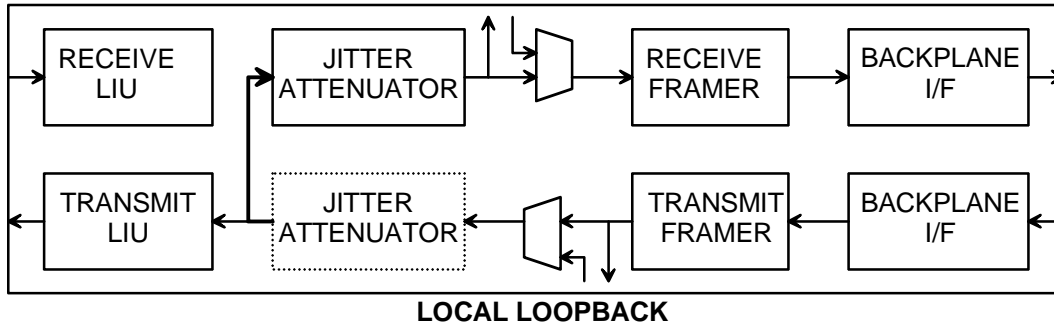 RECEIVE
LIU
JITTER
ATTENUATOR
RECEIVE
FRAMER
BACKPLANE
I/F
TRANSMIT
LIU
JITTER
ATTENUATOR
TRANSMIT
FRAMER
BACKPLANE
I/F
LOCAL LOOPBACK